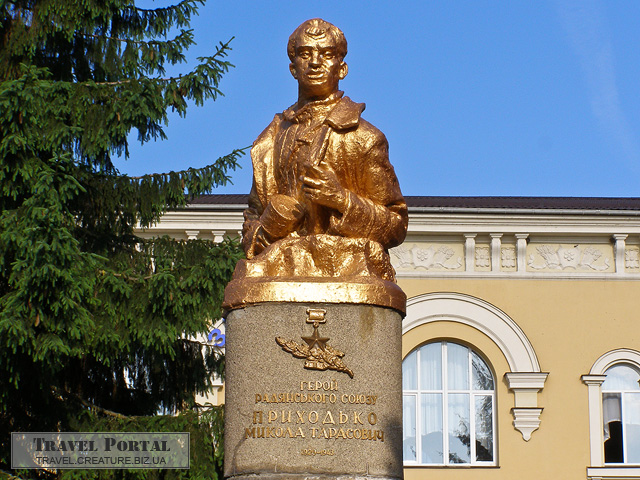 ГЕРОЙ
РАДЯНСЬКОГО СОЮЗУ
ПРИХОДЬКО
МИКОЛА ТАРАСОВИЧ
TRAVEL PORTAL
TRAVEL.CREATURE.BIZ.UA